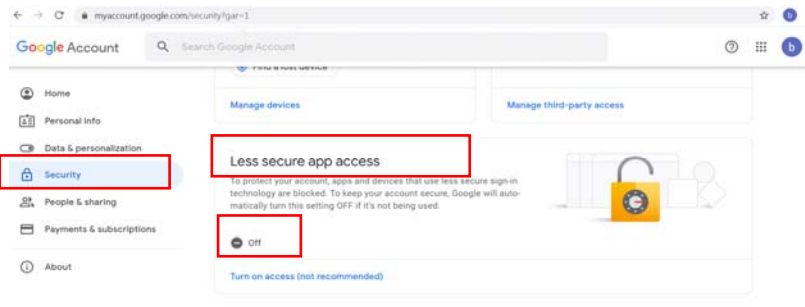 myaccount.google.com/security?gar=1
b
Google Account
Search Google Account
b
Find a lost device
Home
Manage devices
Manage third-party access
Personal info
Data & personalization
Less secure app access
Security
To protect your account, apps and devices that use less secure sign-in
technology are blocked. To keep your account secure, Google will auto-
matically turn this setting OFF if it's not being used.
People & sharing
Payments & subscriptions
Off
About
Turn on access (not recommended)